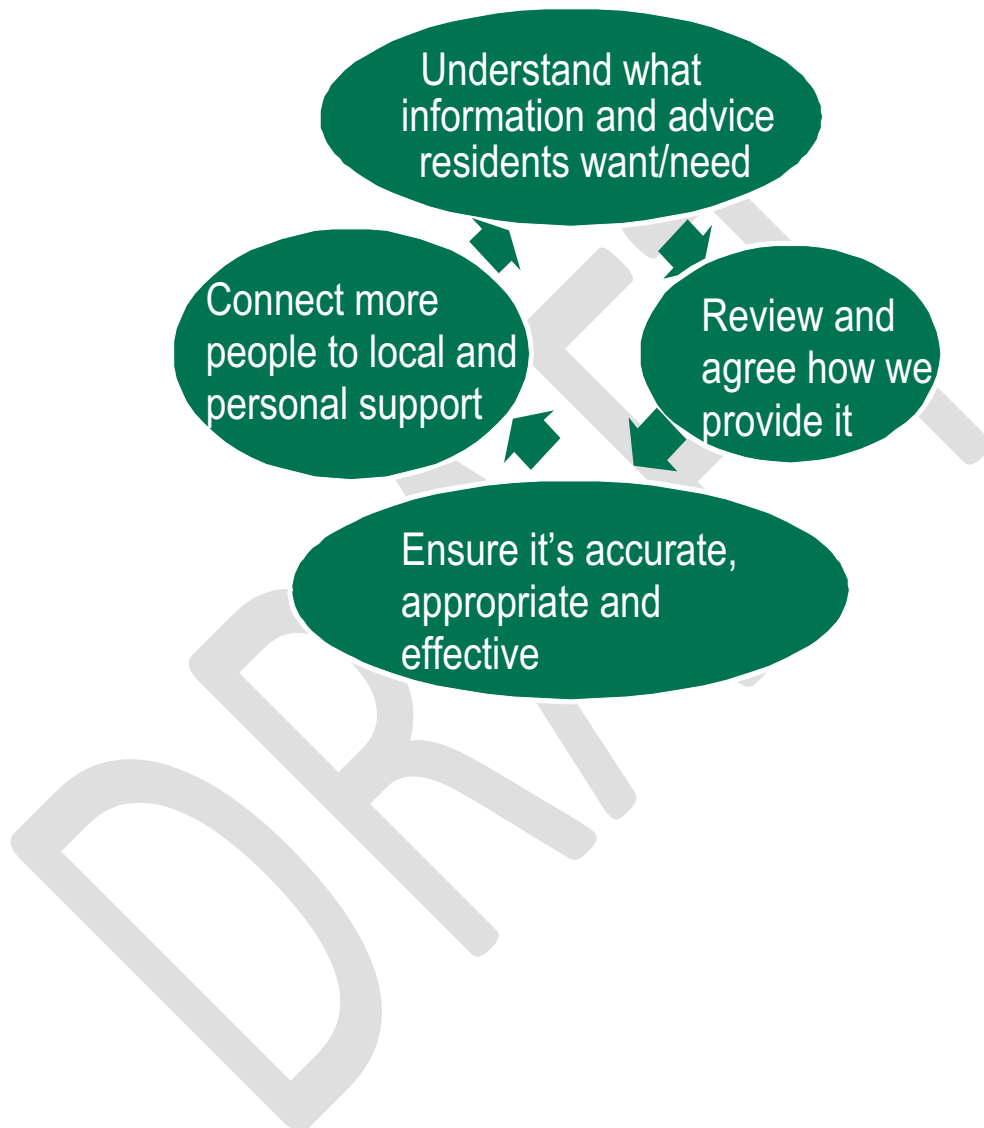 Understand what
information and advice
residents want/need
Connect more
people to local and
personal support
Review and
agree how we
provide it
Ensure it’s accurate,
appropriate and
effective
DRAFT